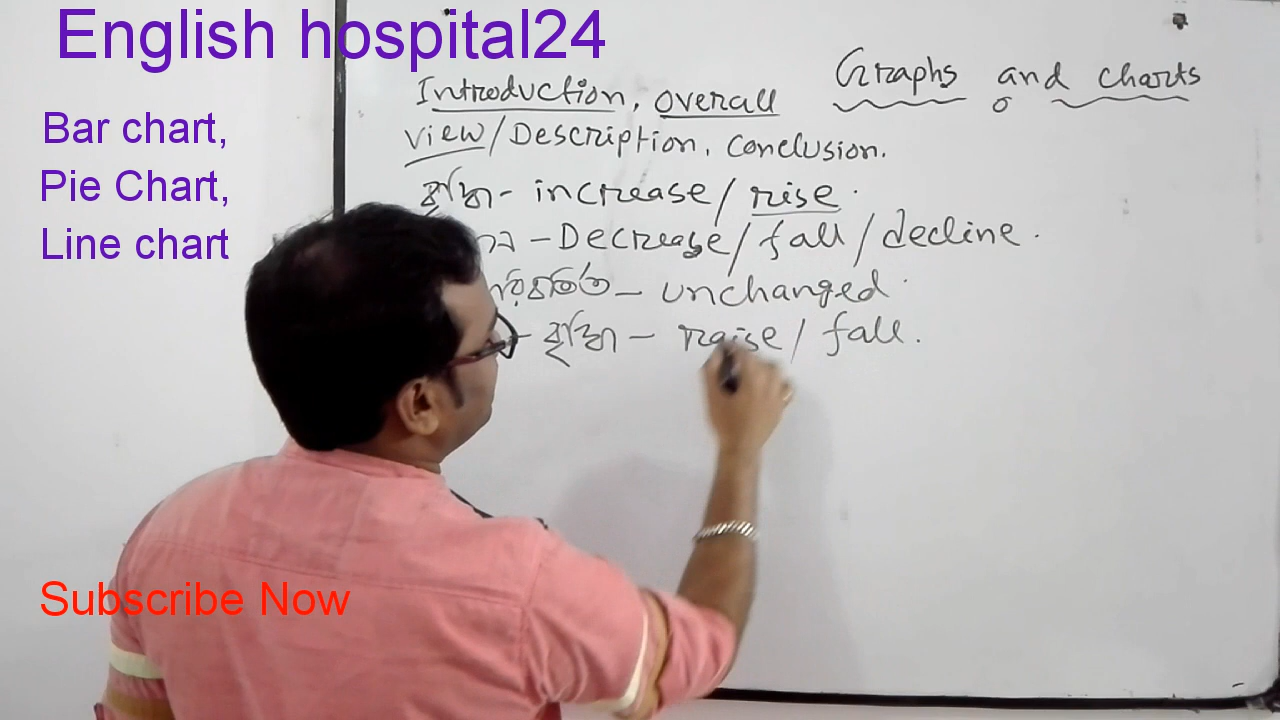 English hospital24
Bar chart,
Pie Chart,
Line chart
Subscribe Now
Graphs and charts
Introduction, overall
view/Description, Conclusion.
বৃদ্ধি - increase / rise.
- Decrease / fall / decline.
- unchanged.
- বৃদ্ধি - raise / fall.